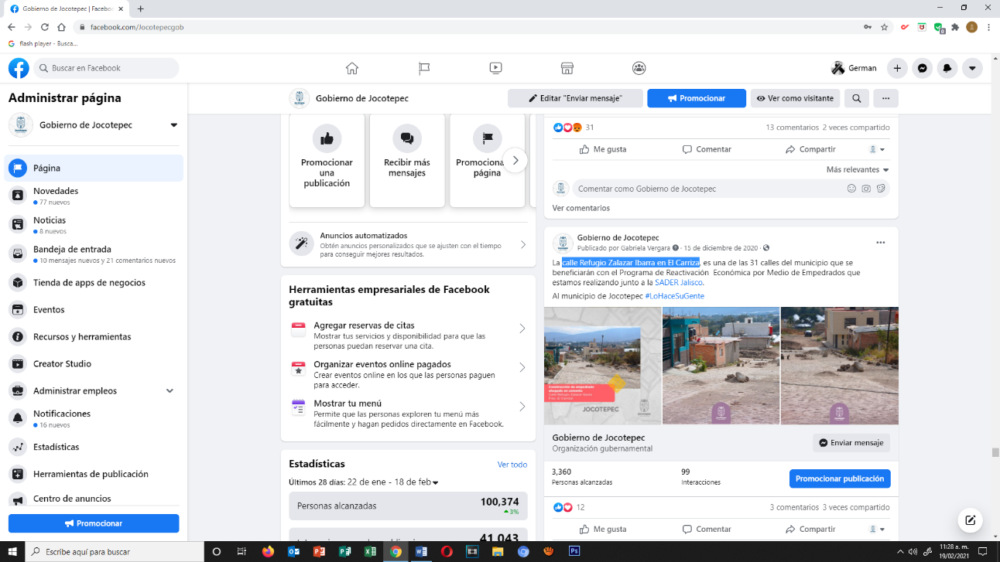 Gobierno de Jocotepec | Facebo
facebook.com/Jocotepecgob
flash player - Busca...
Buscar en Facebook
German
Administrar página
Gobierno de Jocotepec
Página
Novedades
77 nuevos
Noticias
8 nuevos
Bandeja de entrada
10 mensajes nuevos y 21 comentarios nuevos
Tienda de apps de negocios
Eventos
Recursos y herramientas
Creator Studio
Administrar empleos
Notificaciones
16 nuevos
Estadísticas
Herramientas de publicación
Centro de anuncios
Promocionar
Gobierno de Jocotepec
Editar "Enviar mensaje"
Promocionar
Ver como visitante
Promocionar una publicación
Recibir más mensajes
Promociona página
Anuncios automatizados
Obtén anuncios personalizados que se ajusten con el tiempo
para conseguir mejores resultados.
Herramientas empresariales de Facebook
gratuitas
Agregar reservas de citas
Mostrar tus servicios y disponibilidad para que las
personas puedan reservar una cita.
Organizar eventos online pagados
Crear eventos online en los que las personas paguen
para acceder.
Mostrar tu menú
Permite que las personas exploren tu menú más
fácilmente y hagan pedidos directamente en Facebook.
Estadísticas
Ver todo
Últimos 28 días: 22 de ene - 18 de feb
Personas alcanzadas
100,374
3%
41,043
31
13 comentarios 2 veces compartido
Me gusta
Comentar
Compartir
Más relevantes
Comentar como Gobierno de Jocotepec
Ver comentarios
Gobierno de Jocotepec
Publicado por Gabriela Vergara · 15 de diciembre de 2020 ·
La calle Refugio Zalazar Ibarra en El Carriza, es una de las 31 calles del municipio que se
beneficiarán con el Programa de Reactivación Económica por Medio de Empedrados que
estamos realizando junto a la SADER Jalisco.
Al municipio de Jocotepec #LoHaceSuGente
JOCOTEPEC
Gobierno de Jocotepec
Organización gubernamental
Enviar mensaje
3,360
Personas alcanzadas
99
Interacciones
Promocionar publicación
12
3 comentarios 3 veces compartido
Me gusta
Comentar
Compartir
Escribe aquí para buscar
11:28 a. m.
19/02/2021